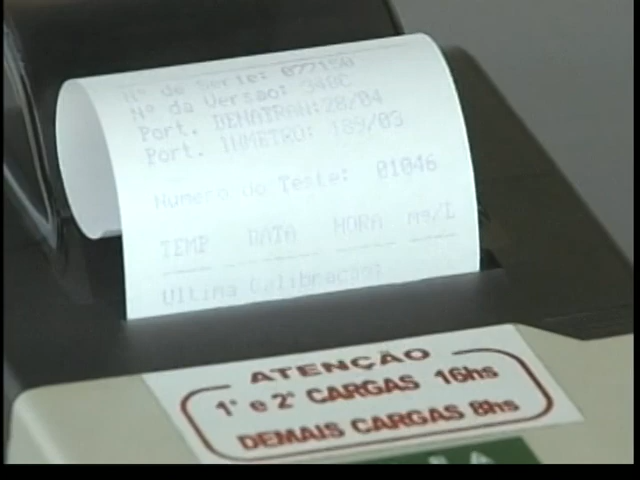 Nº de Serie: 077150
Nº da Versao: 340C
Port. DENATRAN:28/04
Port. INMETRO: 189/03
Numero do Teste: 01046
TEMP DATA HORA mg/L
Ultima Calibracao
ATENÇÃO
1ª e 2ª CARGAS 16hs
DEMAIS CARGAS 8hs